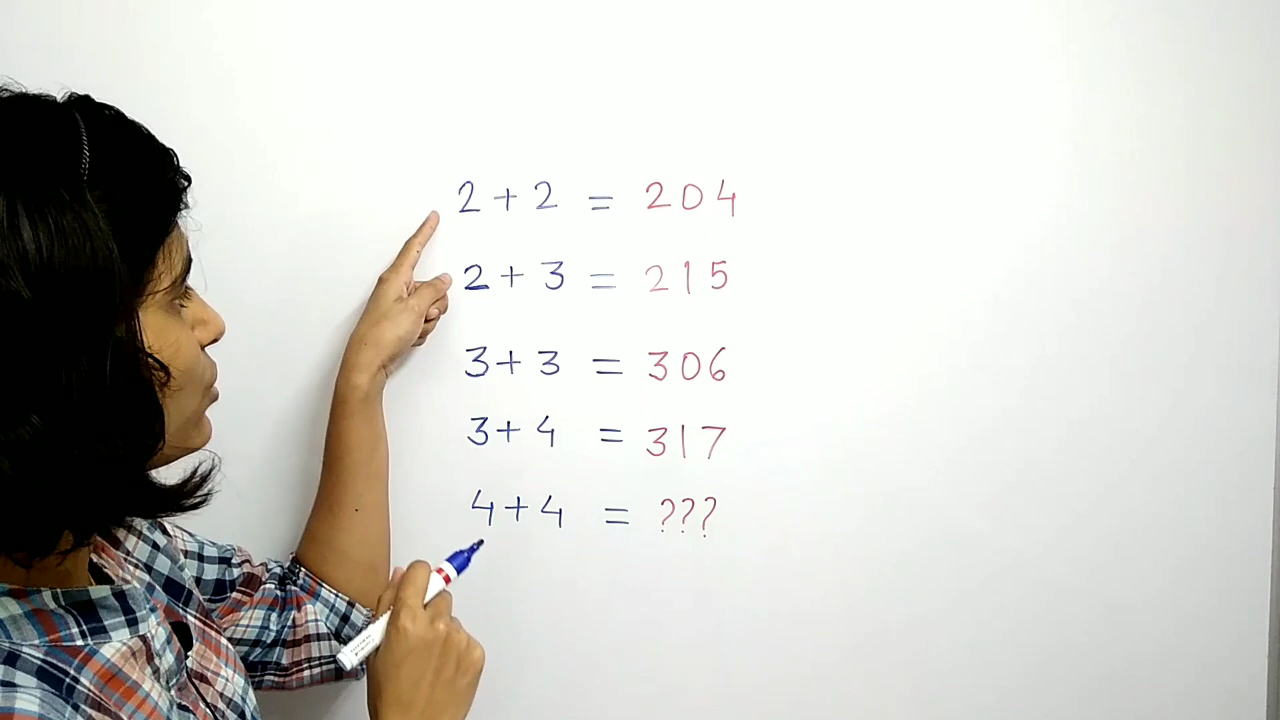 2 + 2 = 204
2 + 3 = 215
3 + 3 = 306
3 + 4 = 317
4 + 4 = ???